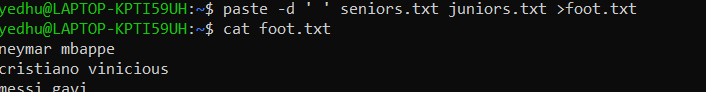 yedhu@LAPTOP-KPTI59UH:~$ paste -d ' ' seniors.txt juniors.txt >foot.txt
yedhu@LAPTOP-KPTI59UH:~$ cat foot.txt
neymar mbappe
cristiano vinicious
messi gavi